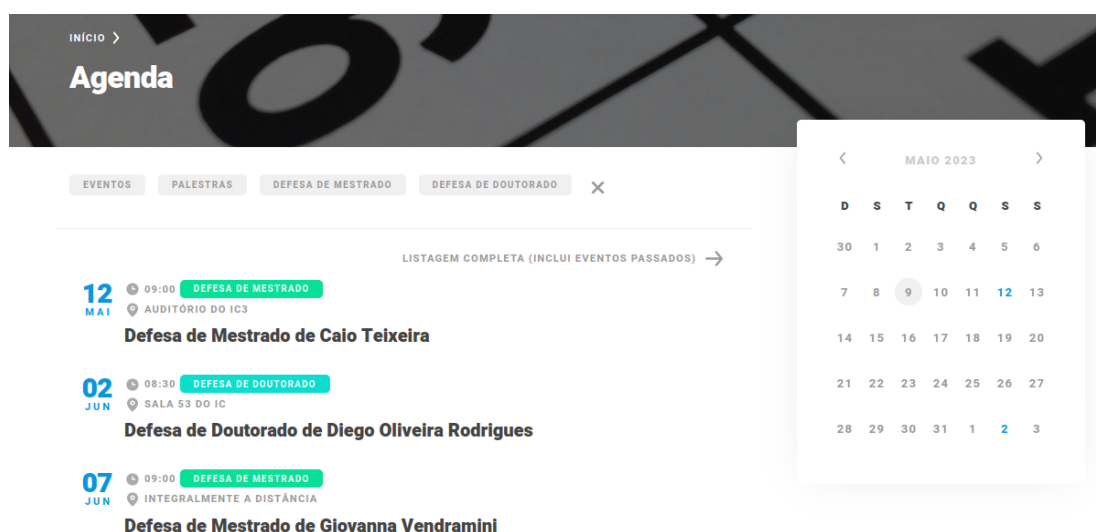 INÍCIO
Agenda
EVENTOS PALESTRAS DEFESA DE MESTRADO DEFESA DE DOUTORADO
LISTAGEM COMPLETA (INCLUI EVENTOS PASSADOS)
12 MAI
09:00 DEFESA DE MESTRADO
AUDITÓRIO DO IC3
Defesa de Mestrado de Caio Teixeira
02 JUN
08:30 DEFESA DE DOUTORADO
SALA 53 DO IC
Defesa de Doutorado de Diego Oliveira Rodrigues
07 JUN
09:00 DEFESA DE MESTRADO
INTEGRALMENTE A DISTÂNCIA
Defesa de Mestrado de Giovanna Vendramini
MAIO 2023
D S T Q Q S S
30 1 2 3 4 5 6
7 8 9 10 11 12 13
14 15 16 17 18 19 20
21 22 23 24 25 26 27
28 29 30 31 1 2 3